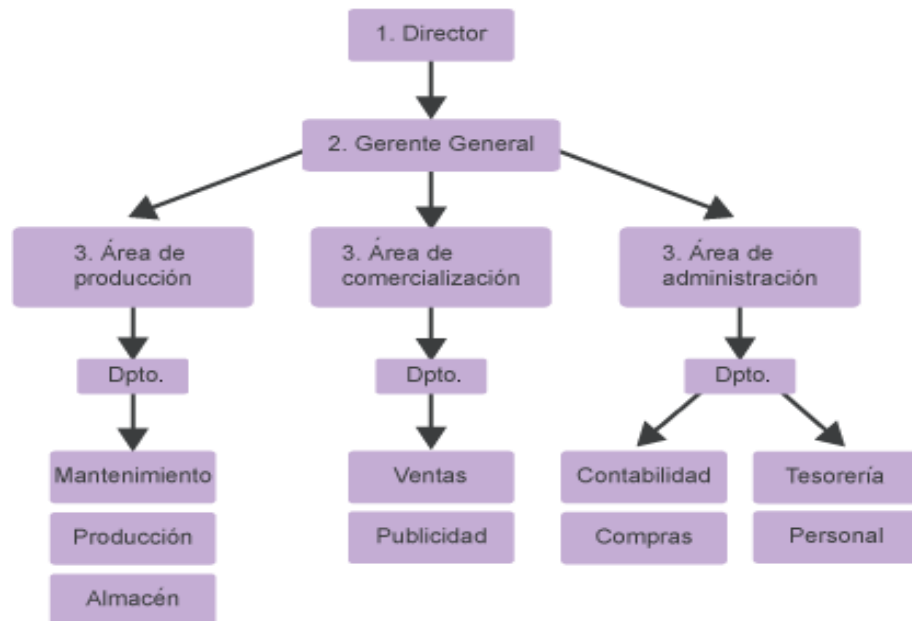 1. Director
2. Gerente General
3. Área de
producción
3. Área de
comercialización
3. Área de
administración
Dpto.
Dpto.
Dpto.
Mantenimiento
Ventas
Contabilidad
Tesorería
Producción
Publicidad
Compras
Personal
Almacén